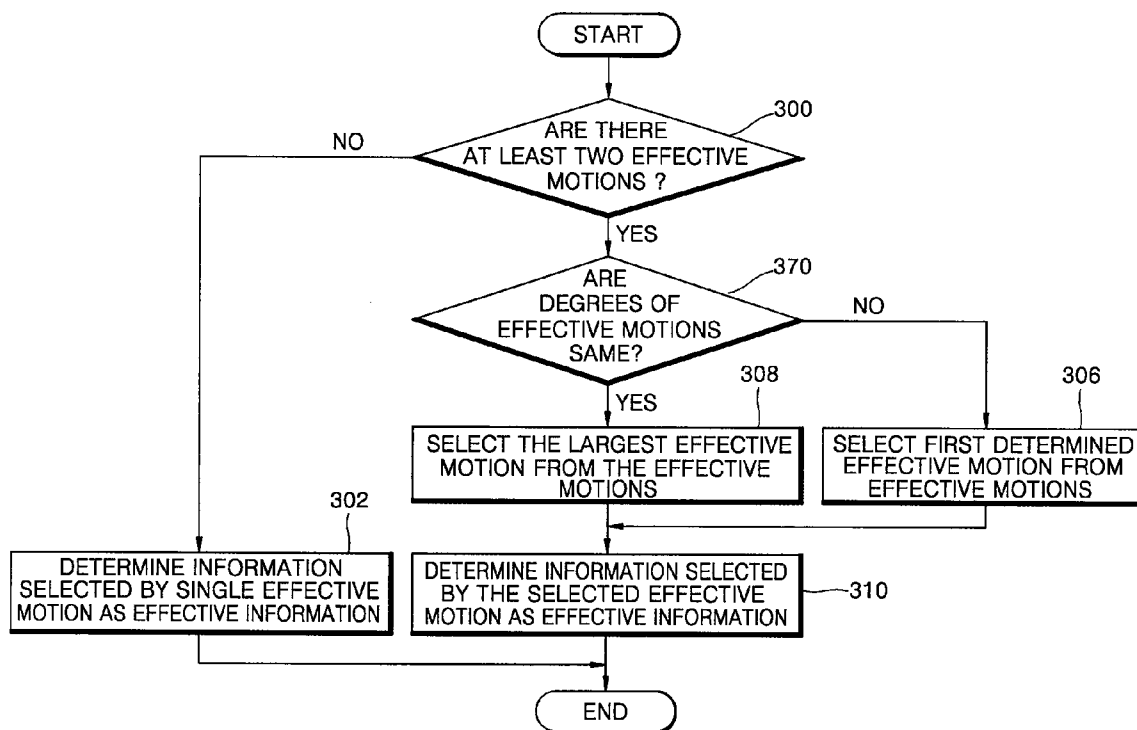 START
300
ARE THERE
AT LEAST TWO EFFECTIVE
MOTIONS ?
NO
YES
370
ARE
DEGREES OF
EFFECTIVE MOTIONS
SAME?
NO
YES
308
SELECT THE LARGEST EFFECTIVE
MOTION FROM THE EFFECTIVE
MOTIONS
306
SELECT FIRST DETERMINED
EFFECTIVE MOTION FROM
EFFECTIVE MOTIONS
302
DETERMINE INFORMATION
SELECTED BY SINGLE EFFECTIVE
MOTION AS EFFECTIVE INFORMATION
DETERMINE INFORMATION SELECTED
BY THE SELECTED EFFECTIVE
MOTION AS EFFECTIVE INFORMATION
310
END